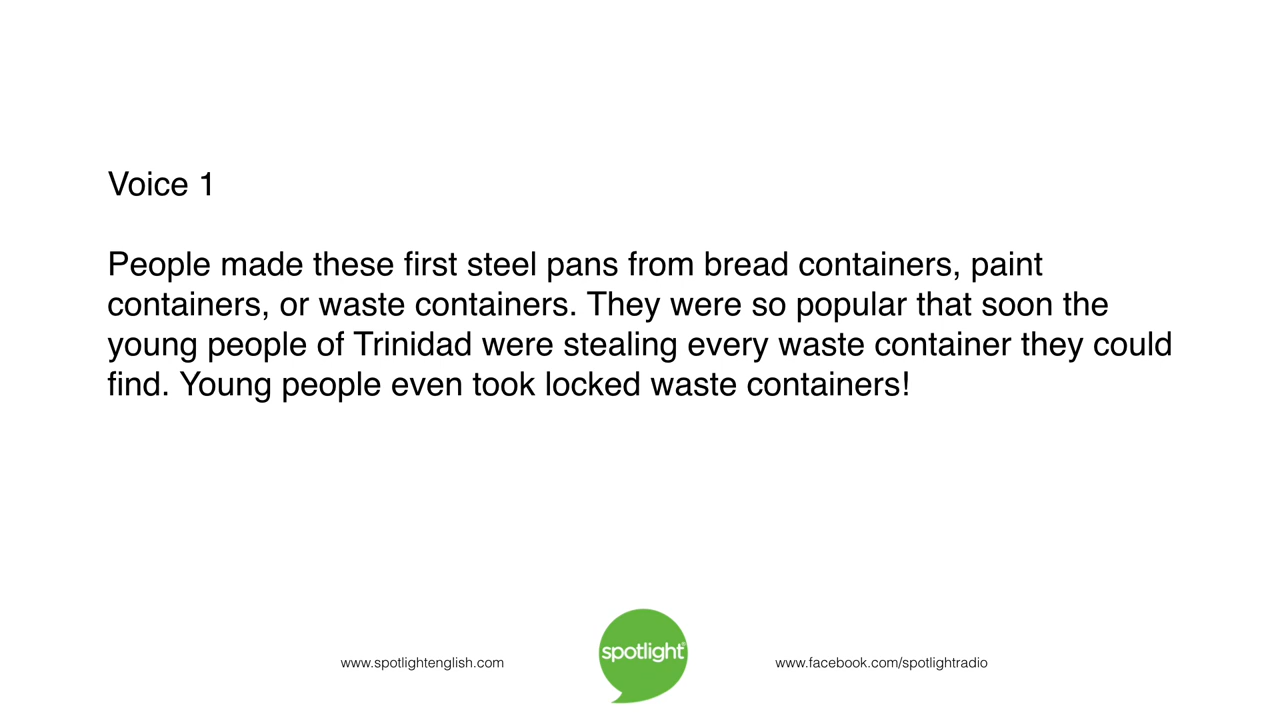 Voice 1
People made these first steel pans from bread containers, paint
containers, or waste containers. They were so popular that soon the
young people of Trinidad were stealing every waste container they could
find. Young people even took locked waste containers!
www.spotlightenglish.com
spotlight
www.facebook.com/spotlightradio